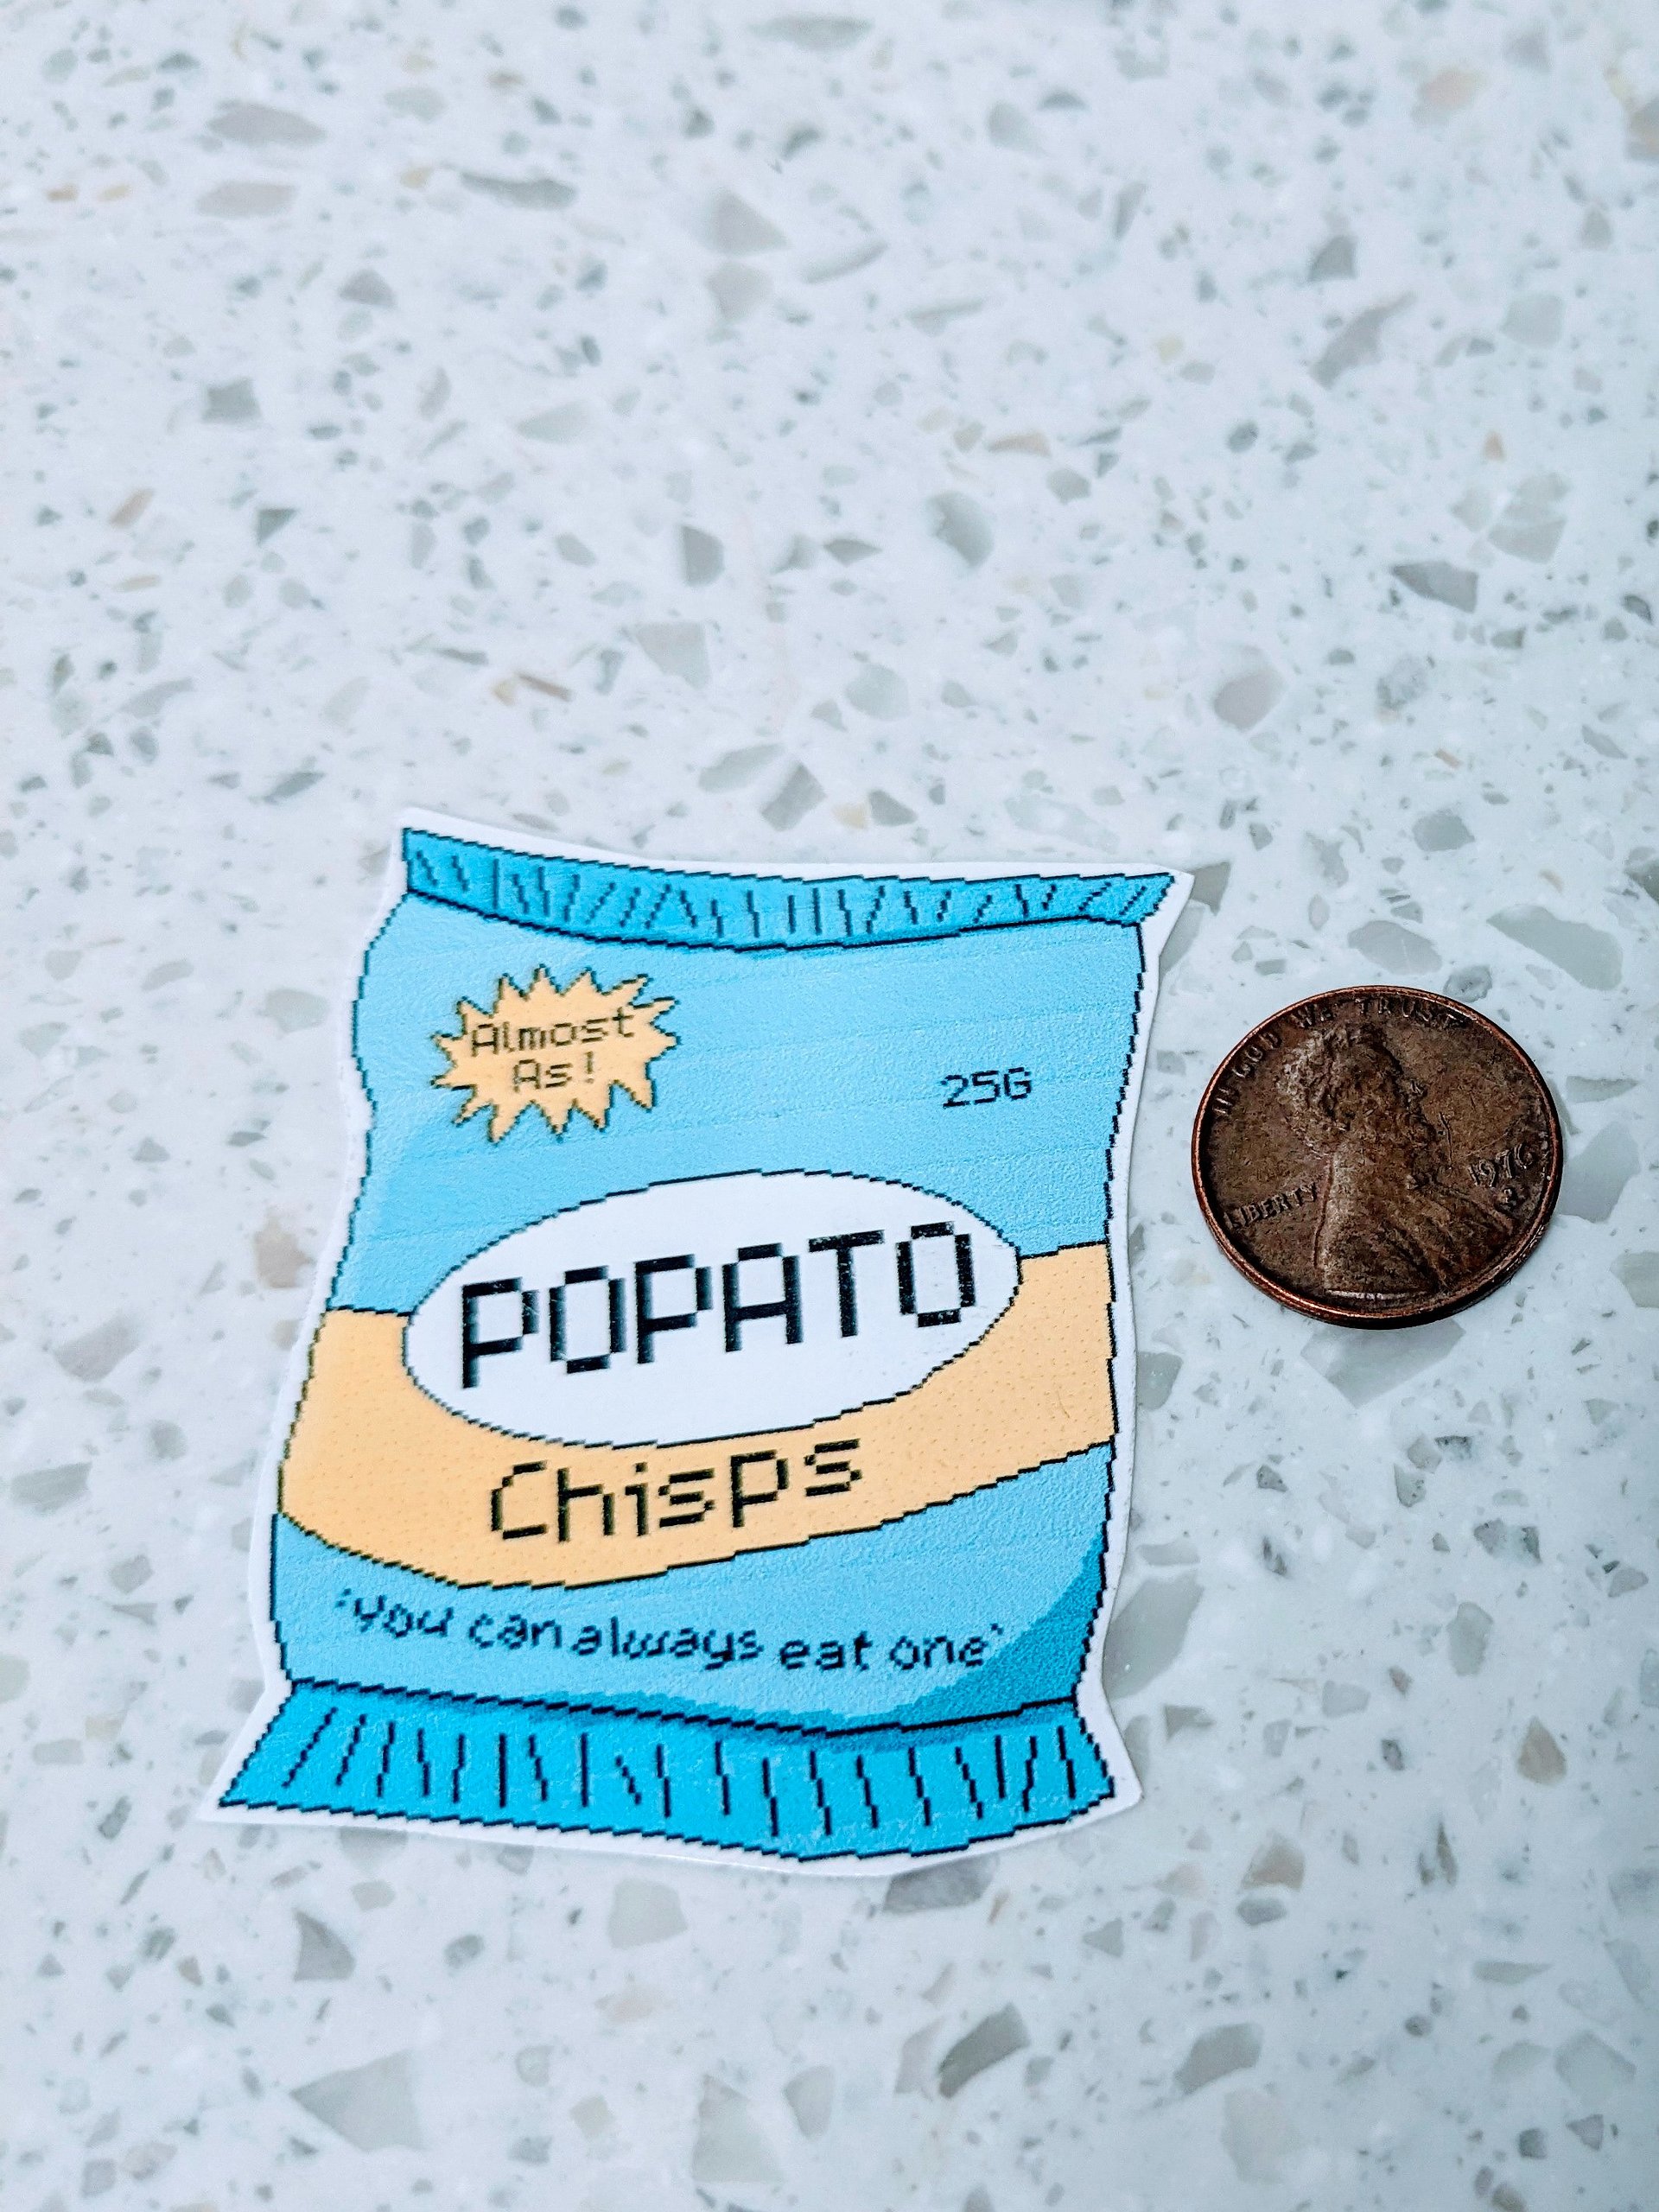 Almost
As!
25G
POPATO
Chisps
'you can always eat one'
IN GOD WE TRUST
LIBERTY
1976